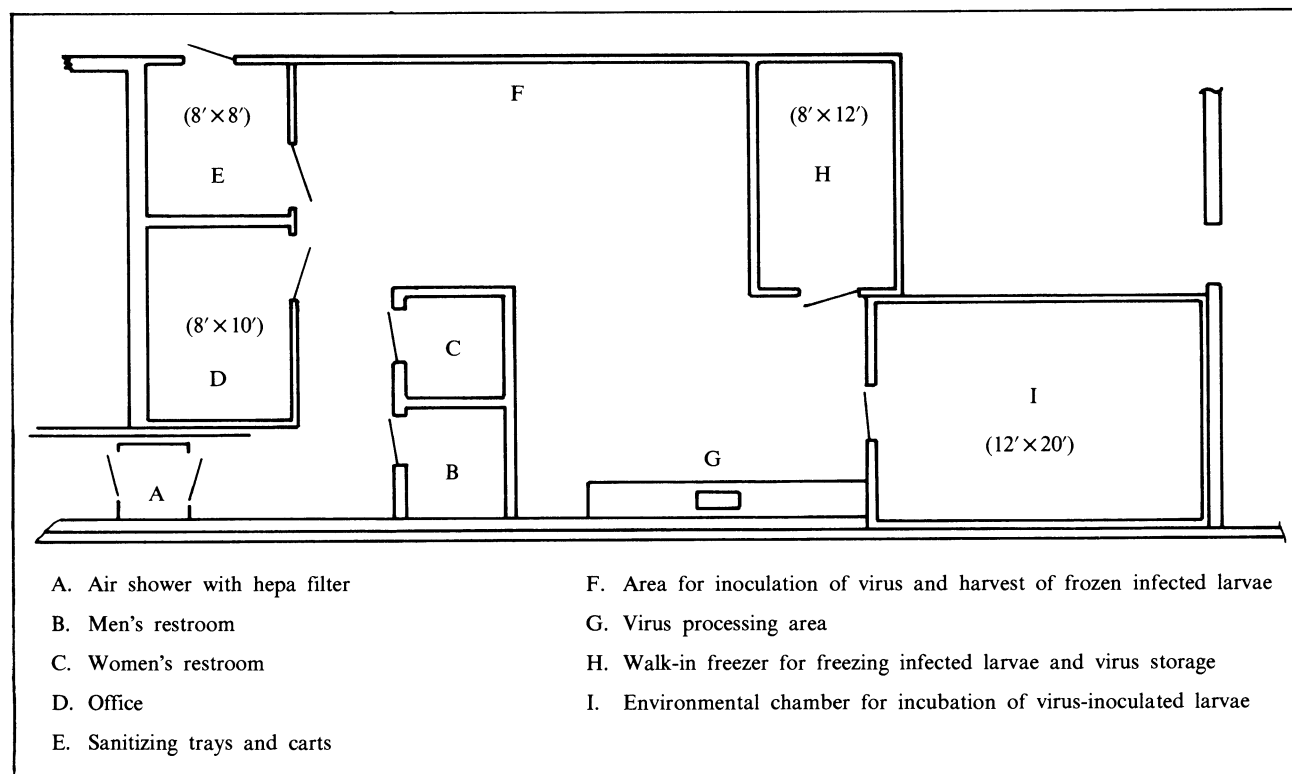 F
(8′ × 8′)
(8′ × 12′)
E
H
(8′ × 10′)
C
D
I
(12′ × 20′)
G
B
A
A. Air shower with hepa filter
B. Men's restroom
C. Women's restroom
D. Office
E. Sanitizing trays and carts
F. Area for inoculation of virus and harvest of frozen infected larvae
G. Virus processing area
H. Walk-in freezer for freezing infected larvae and virus storage
I. Environmental chamber for incubation of virus-inoculated larvae